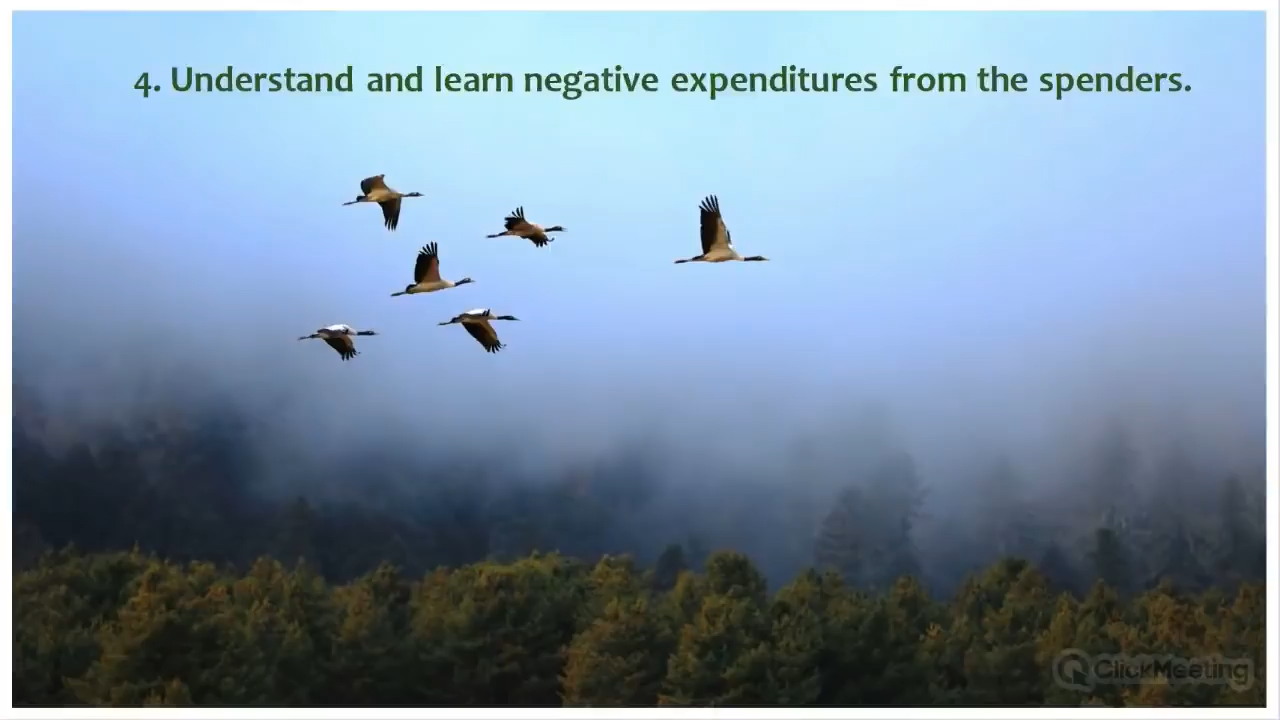 4. Understand and learn negative expenditures from the spenders.
ClickMeeting